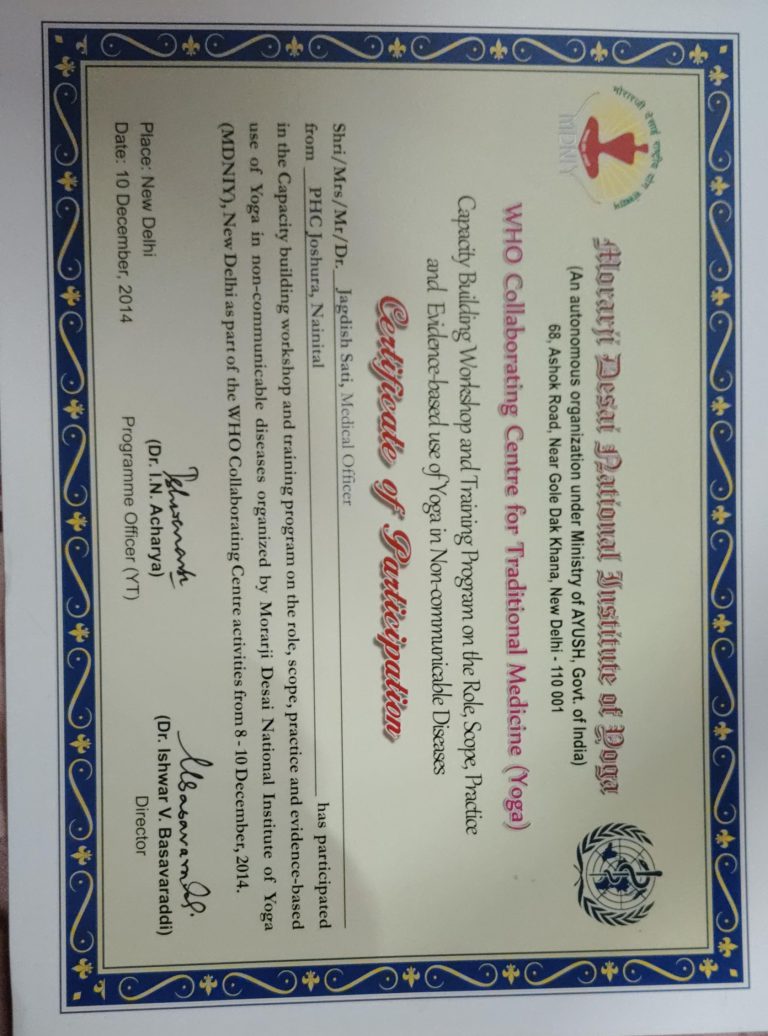 मोरारजी देसाई राष्ट्रीय योग संस्थान
MDNIY
Morarji Desai National Institute of Yoga
(An autonomous organization under Ministry of AYUSH, Govt. of India)
68, Ashok Road, Near Gole Dak Khana, New Delhi - 110 001
WHO Collaborating Centre for Traditional Medicine (Yoga)
Capacity Building Workshop and Training Program on the Role, Scope, Practice
and Evidence-based use of Yoga in Non-communicable Diseases
Certificate of Participation
Shri/Mrs/Mr/Dr. Jagdish Sati, Medical Officer
from PHC Joshura, Nainital has participated
in the Capacity building workshop and training program on the role, scope, practice and evidence-based
use of Yoga in non-communicable diseases organized by Morarji Desai National Institute of Yoga
(MDNIY), New Delhi as part of the WHO Collaborating Centre activities from 8 - 10 December, 2014.
Place: New Delhi
Date: 10 December, 2014
(Dr. I.N. Acharya)
Programme Officer (YT)
(Dr. Ishwar V. Basavaraddi)
Director